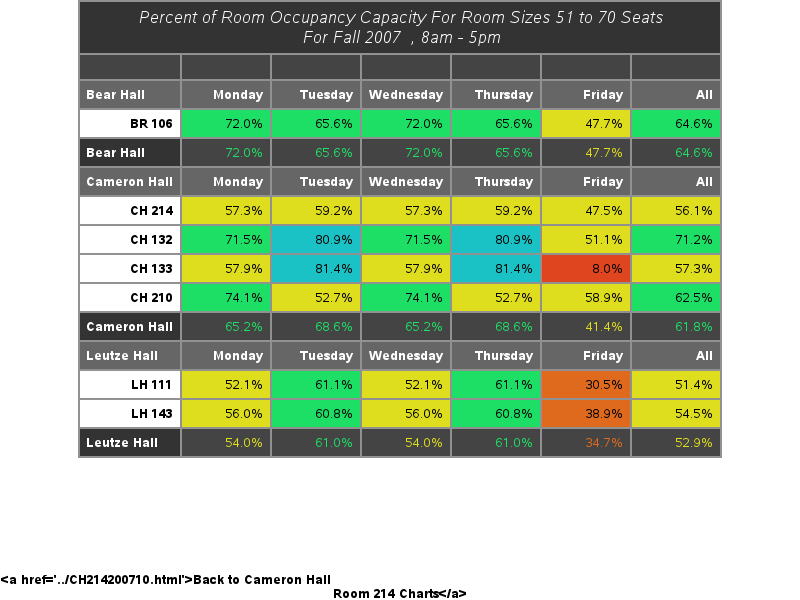 Percent of Room Occupancy Capacity For Room Sizes 51 to 70 Seats
For Fall 2007 , 8am - 5pm
Bear Hall Monday Tuesday Wednesday Thursday Friday All
BR 106 72.0% 65.6% 72.0% 65.6% 47.7% 64.6%
Bear Hall 72.0% 65.6% 72.0% 65.6% 47.7% 64.6%
Cameron Hall Monday Tuesday Wednesday Thursday Friday All
CH 214 57.3% 59.2% 57.3% 59.2% 47.5% 56.1%
CH 132 71.5% 80.9% 71.5% 80.9% 51.1% 71.2%
CH 133 57.9% 81.4% 57.9% 81.4% 8.0% 57.3%
CH 210 74.1% 52.7% 74.1% 52.7% 58.9% 62.5%
Cameron Hall 65.2% 68.6% 65.2% 68.6% 41.4% 61.8%
Leutze Hall Monday Tuesday Wednesday Thursday Friday All
LH 111 52.1% 61.1% 52.1% 61.1% 30.5% 51.4%
LH 143 56.0% 60.8% 56.0% 60.8% 38.9% 54.5%
Leutze Hall 54.0% 61.0% 54.0% 61.0% 34.7% 52.9%
<a href='../CH214200710.html'>Back to Cameron Hall
Room 214 Charts</a>